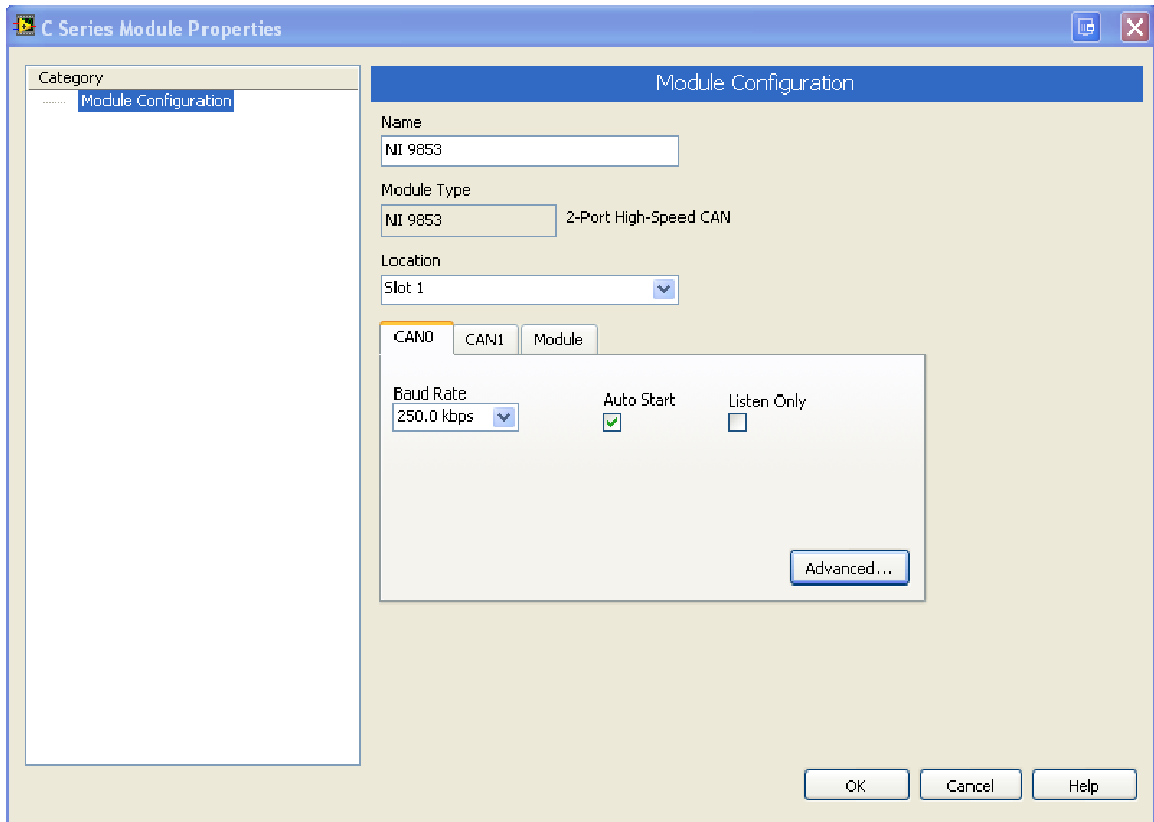 C Series Module Properties
Category
Module Configuration
Module Configuration
Name
NI 9853
Module Type
NI 9853
2-Port High-Speed CAN
Location
Slot 1
CAN0
CAN1
Module
Baud Rate
250.0 kbps
Auto Start
Listen Only
Advanced...
OK
Cancel
Help